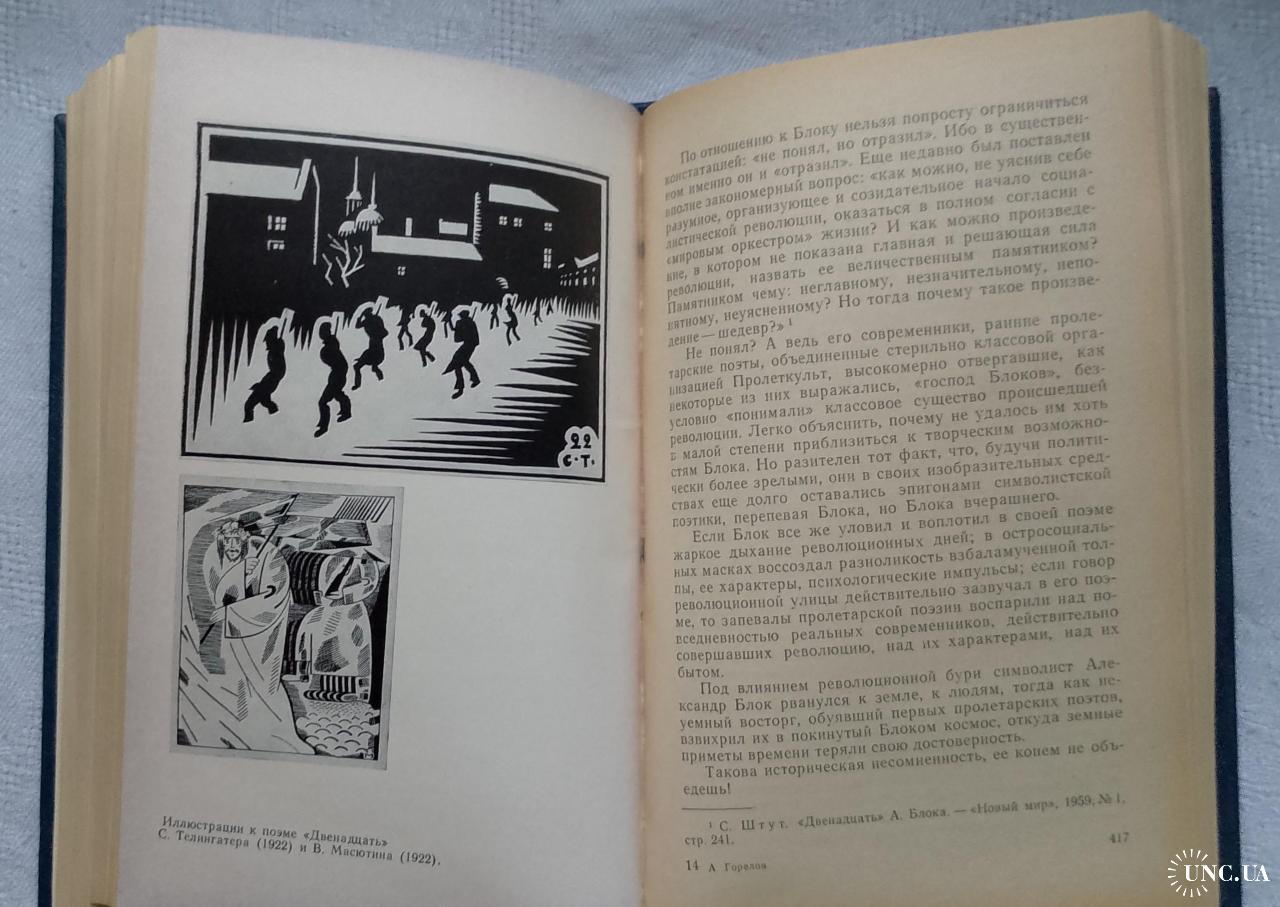 22
С.Т.
Иллюстрации к поэме «Двенадцать»
С. Телингатера (1922) и В. Масютина (1922).
По отношению к Блоку нельзя попросту ограничиться
констатацией: «не понял, но отразил». Ибо в существен-
ном именно он и «отразил». Еще недавно был поставлен
вполне закономерный вопрос: «как можно, не уяснив себе
разумное, организующее и созидательное начало социа-
листической революции, оказаться в полном согласии с
«мировым оркестром» жизни? И как можно произведе-
ние, в котором не показана главная и решающая сила
революции, назвать ее величественным памятником?
Памятником чему: неглавному, незначительному, непо-
нятному, неуясненному? Но тогда почему такое произве-
дение — шедевр?» ¹
Не понял? А ведь его современники, ранние проле-
тарские поэты, объединенные стерильно классовой орга-
низацией Пролеткульт, высокомерно отвергавшие, как
некоторые из них выражались, «господ Блоков», без-
условно «понимали» классовое существо происшедшей
революции. Легко объяснить, почему не удалось им хоть
в малой степени приблизиться к творческим возможно-
стям Блока. Но разителен тот факт, что, будучи полити-
чески более зрелыми, они в своих изобразительных сред-
ствах еще долго оставались эпигонами символистской
поэтики, перепевая Блока, но Блока вчерашнего.
Если Блок все же уловил и воплотил в своей поэме
жаркое дыхание революционных дней; в остросоциаль-
ных масках воссоздал разноликость взбаламученной тол-
пы, ее характеры, психологические импульсы; если говор
революционной улицы действительно зазвучал в его поэ-
ме, то запевалы пролетарской поэзии воспарили над по-
вседневностью реальных современников, действительно
совершавших революцию, над их характерами, над их
бытом.
Под влиянием революционной бури символист Але-
ксандр Блок рванулся к земле, к людям, тогда как не-
уемный восторг, обуявший первых пролетарских поэтов,
взвихрил их в покинутый Блоком космос, откуда земные
приметы времени теряли свою достоверность.
Такова историческая несомненность, ее конем не объ-
едешь!
¹ С. Штут. «Двенадцать» А. Блока. — «Новый мир», 1959, № 1,
стр. 241.
417
14 А Горелов
UNC.UA